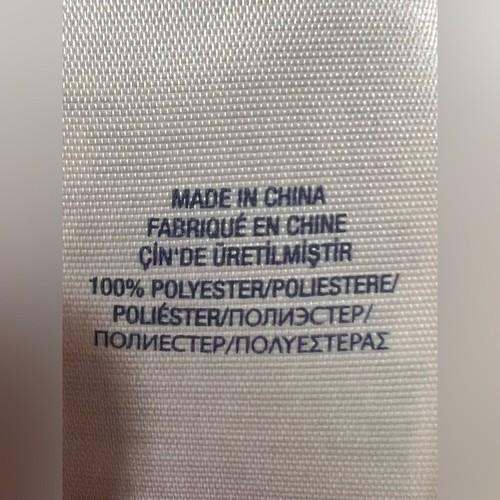 MADE IN CHINA
FABRIQUÉ EN CHINE
ÇİN'DE ÜRETİLMİŞTİR
100% POLYESTER/POLIESTERE/
POLIÉSTER/ПОЛИЭСТЕР/
ПОЛИЕСТЕР/ΠΟΛΥΕΣΤΕΡΑΣ